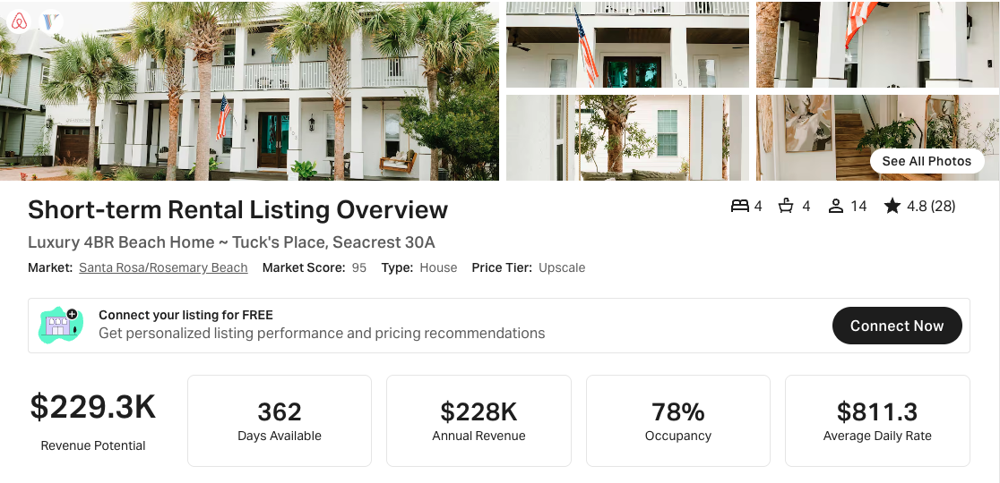 See All Photos
Short-term Rental Listing Overview
4 4 14 4.8 (28)
Luxury 4BR Beach Home ~ Tuck's Place, Seacrest 30A
Market: Santa Rosa/Rosemary Beach Market Score: 95 Type: House Price Tier: Upscale
Connect your listing for FREE
Get personalized listing performance and pricing recommendations
Connect Now
$229.3K
Revenue Potential
362
Days Available
$228K
Annual Revenue
78%
Occupancy
$811.3
Average Daily Rate